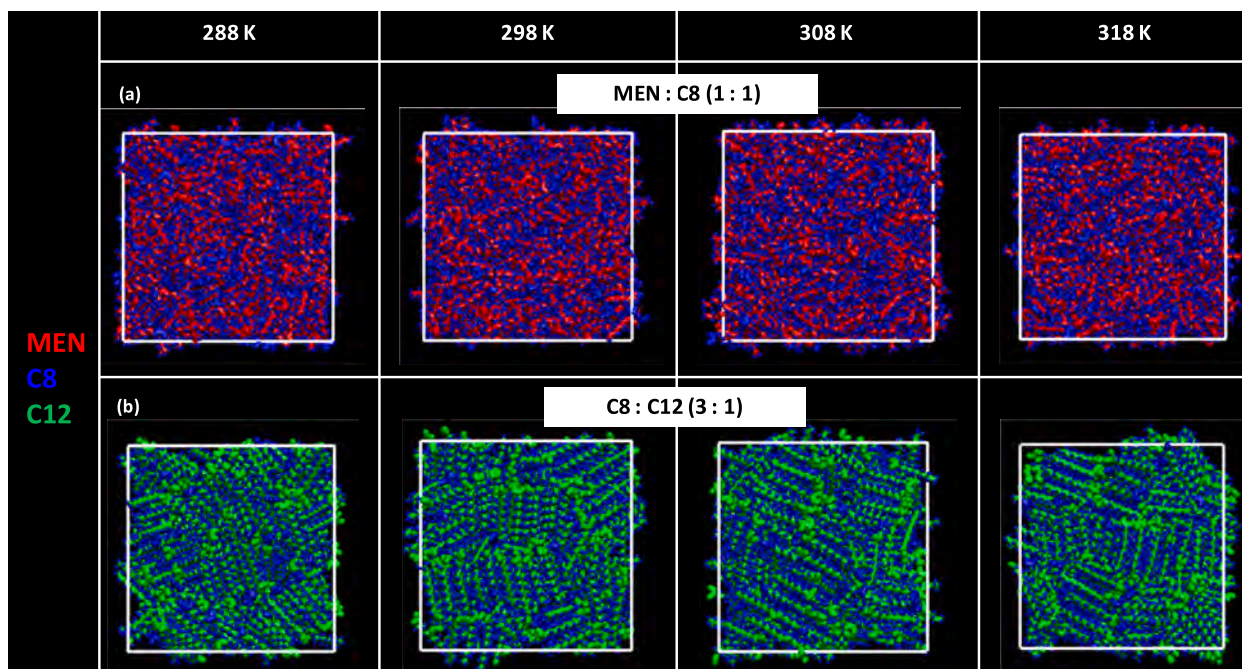 288 K
298 K
308 K
318 K
(a)
MEN : C8 (1 : 1)
MEN
C8
C12
(b)
C8 : C12 (3 : 1)